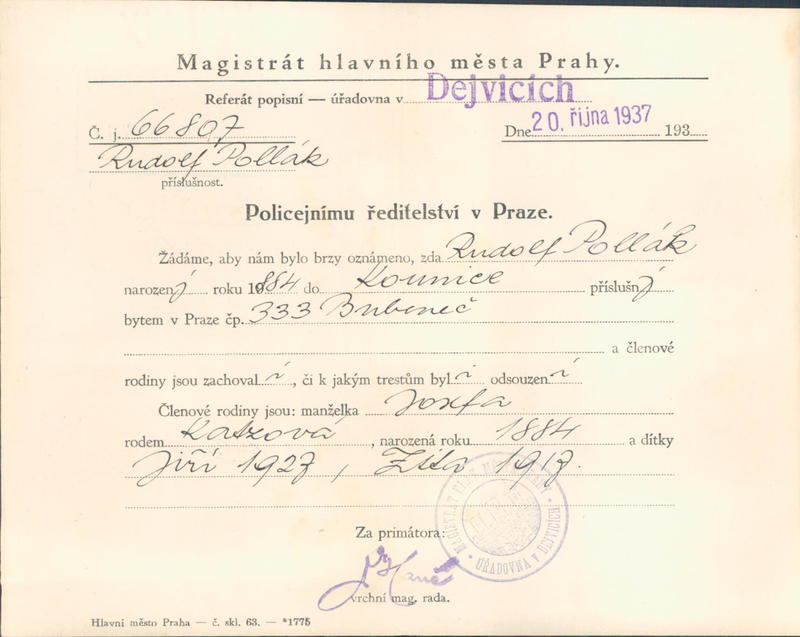 Magistrát hlavního města Prahy.
Referát popisní — úřadovna v Dejvicích
Č. j. 66807
Dne 20. října 1937 193
Rudolf Pollák
příslušnost.
Policejnímu ředitelství v Praze.
Žádáme, aby nám bylo brzy oznámeno, zda Rudolf Pollák
narozený roku 1884 do Kounice příslušný
bytem v Praze čp. 333 Bubeneč
a členové
rodiny jsou zachovalí, či k jakým trestům byli odsouzeni
Členové rodiny jsou: manželka Josefa
rodem Katzová, narozená roku 1884 a dítky
Jiří 1927, Zita 1917.
Za primátora:
vrchní mag. rada.
ÚŘADOVNA v DEJVICÍCH
Hlavní město Praha — č. skl. 63. — *1775